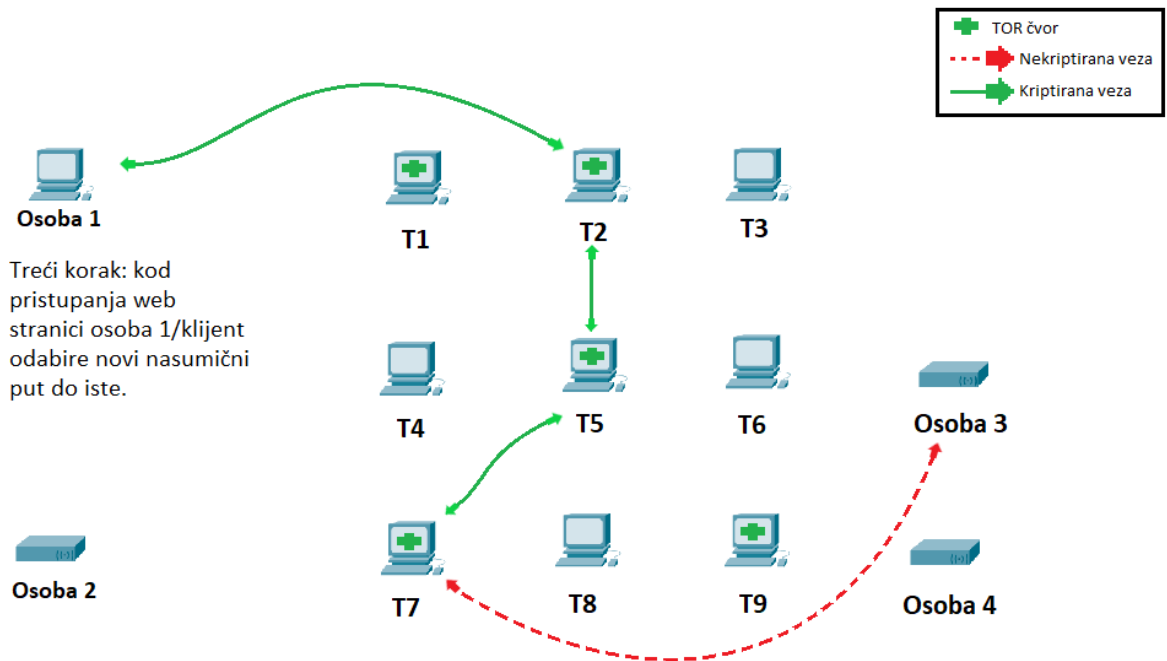 TOR čvor
Nekriptirana veza
Kriptirana veza
Osoba 1
T1
T2
T3
Treći korak: kod
pristupanja web
stranici osoba 1/klijent
odabire novi nasumični
put do iste.
T4
T5
T6
Osoba 3
Osoba 2
T7
T8
T9
Osoba 4